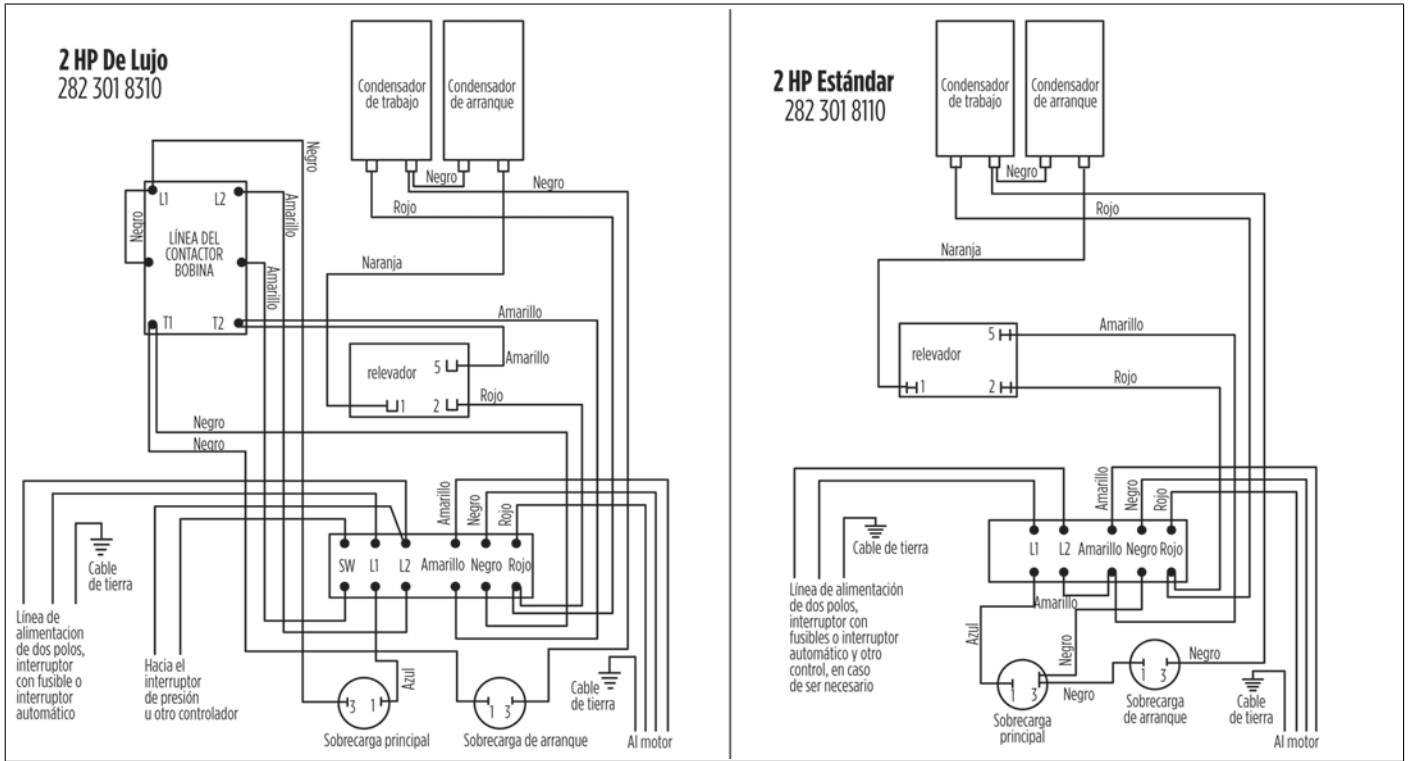 2 HP De Lujo
282 301 8310
Condensador
de trabajo
Condensador
de arranque
Negro
Negro
Negro
Rojo
L1
L2
Negro
LÍNEA DEL
CONTACTOR
BOBINA
Amarillo
Amarillo
T1
T2
Naranja
Amarillo
Amarillo
relevador
5
1
2
Rojo
Negro
Negro
Amarillo
Negro
Rojo
SW
L1
L2
Amarillo
Negro
Rojo
Cable
de tierra
Línea de
alimentacion
de dos polos,
interruptor
con fusible o
interruptor
automático
Hacia el
interruptor
de presión
u otro controlador
Azul
3
1
Sobrecarga principal
1
3
Sobrecarga de arranque
Cable
de tierra
Al motor
2 HP Estándar
282 301 8110
Condensador
de trabajo
Condensador
de arranque
Negro
Rojo
Naranja
relevador
5
1
2
Amarillo
Rojo
Amarillo
Negro
Rojo
L1
L2
Amarillo
Negro
Rojo
Cable de tierra
Línea de alimentación
de dos polos,
interruptor con
fusibles o interruptor
automático y otro
control, en caso
de ser necesario
Amarillo
Azul
Negro
1
3
Sobrecarga
principal
Negro
1
3
Negro
Sobrecarga
de arranque
Cable
de tierra
Al motor